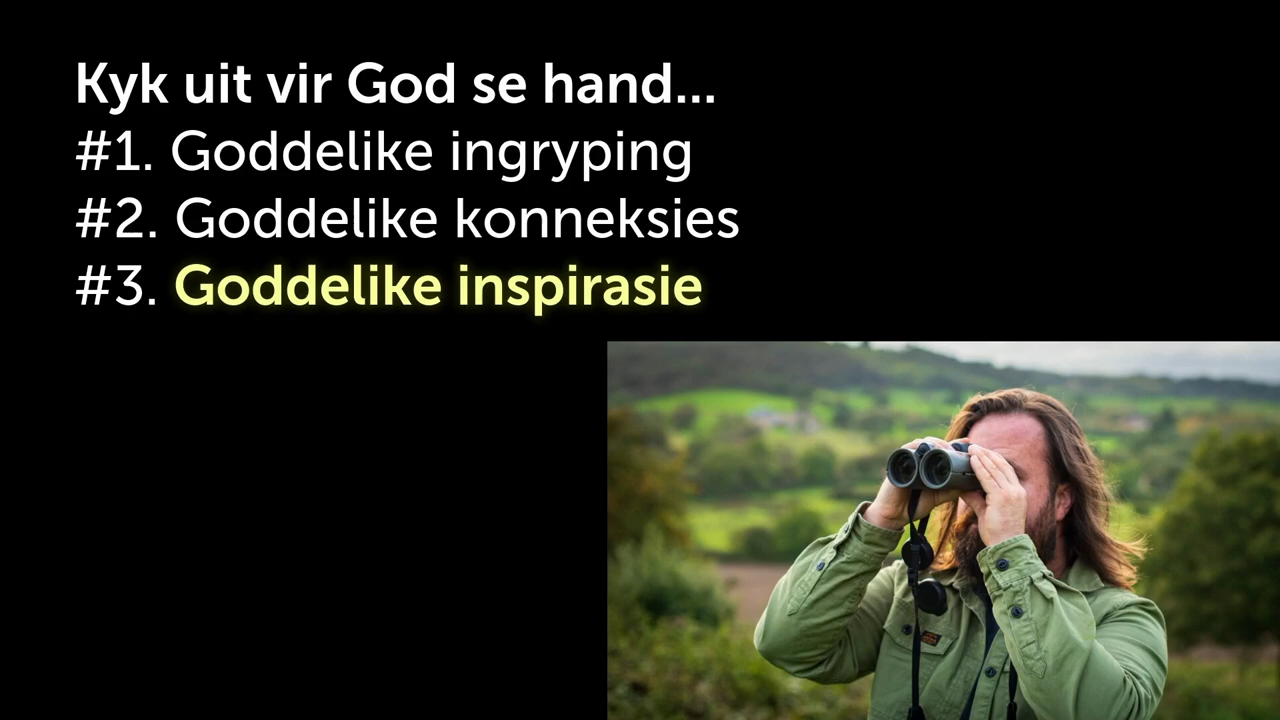 Kyk uit vir God se hand...
#1. Goddelike ingryping
#2. Goddelike konneksies
#3. Goddelike inspirasie